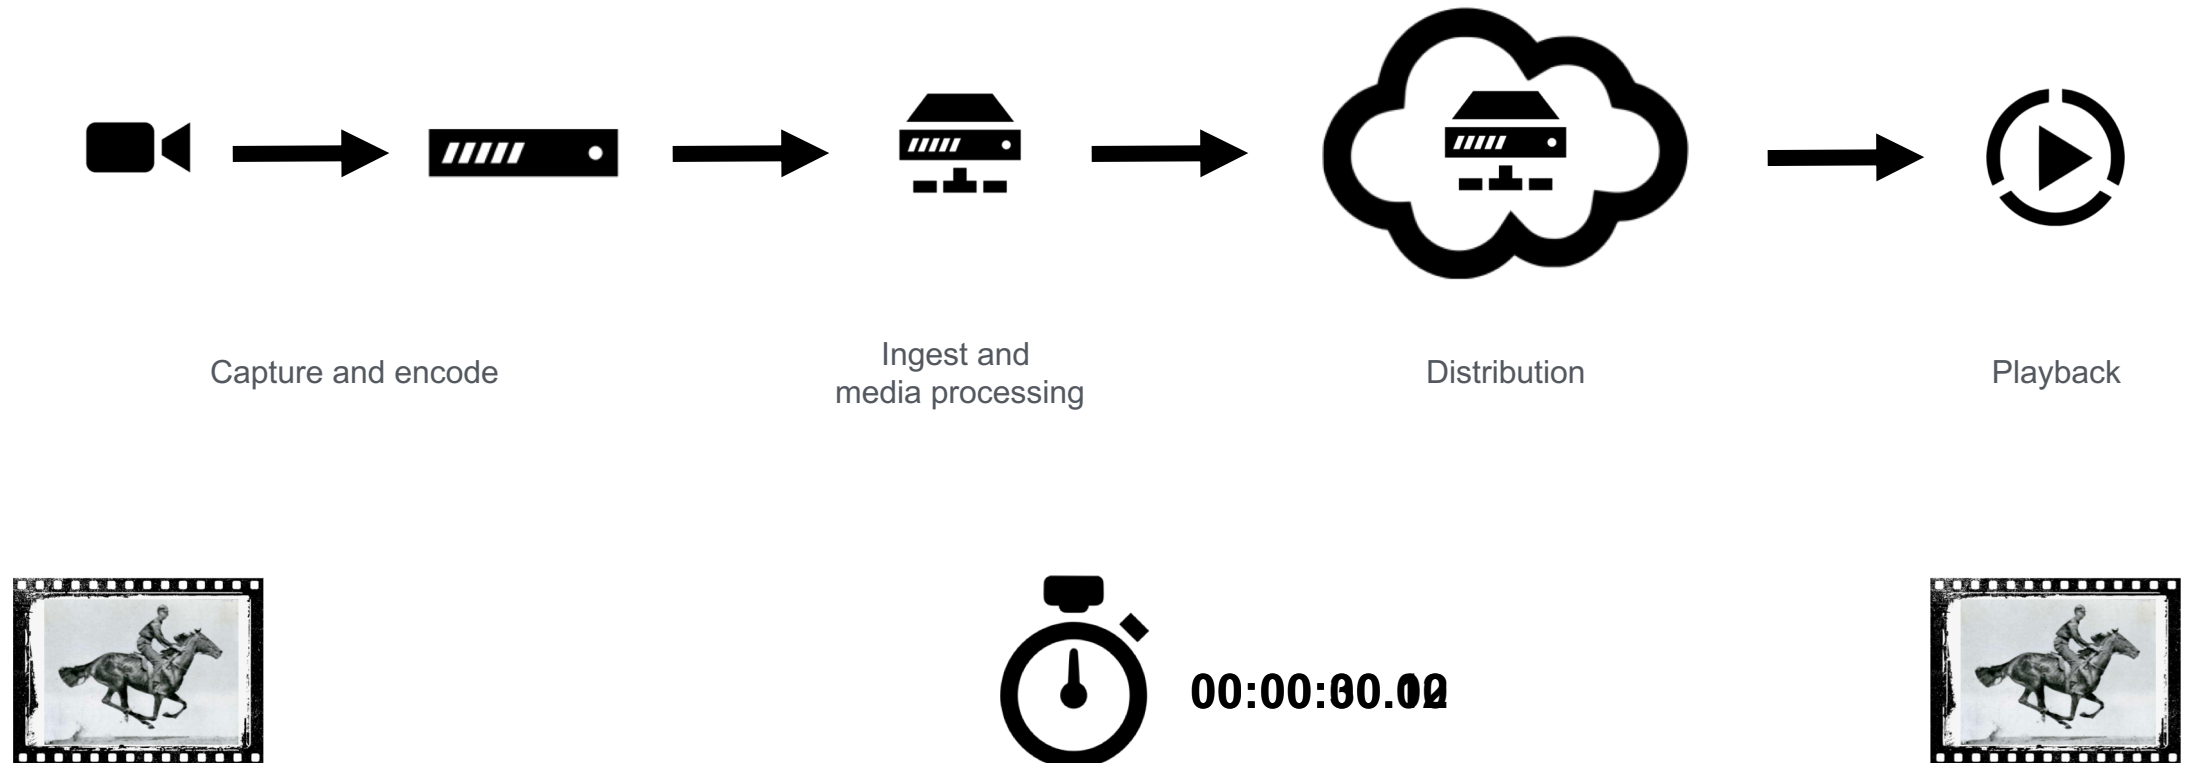 Capture and encode
Ingest and
media processing
Distribution
Playback